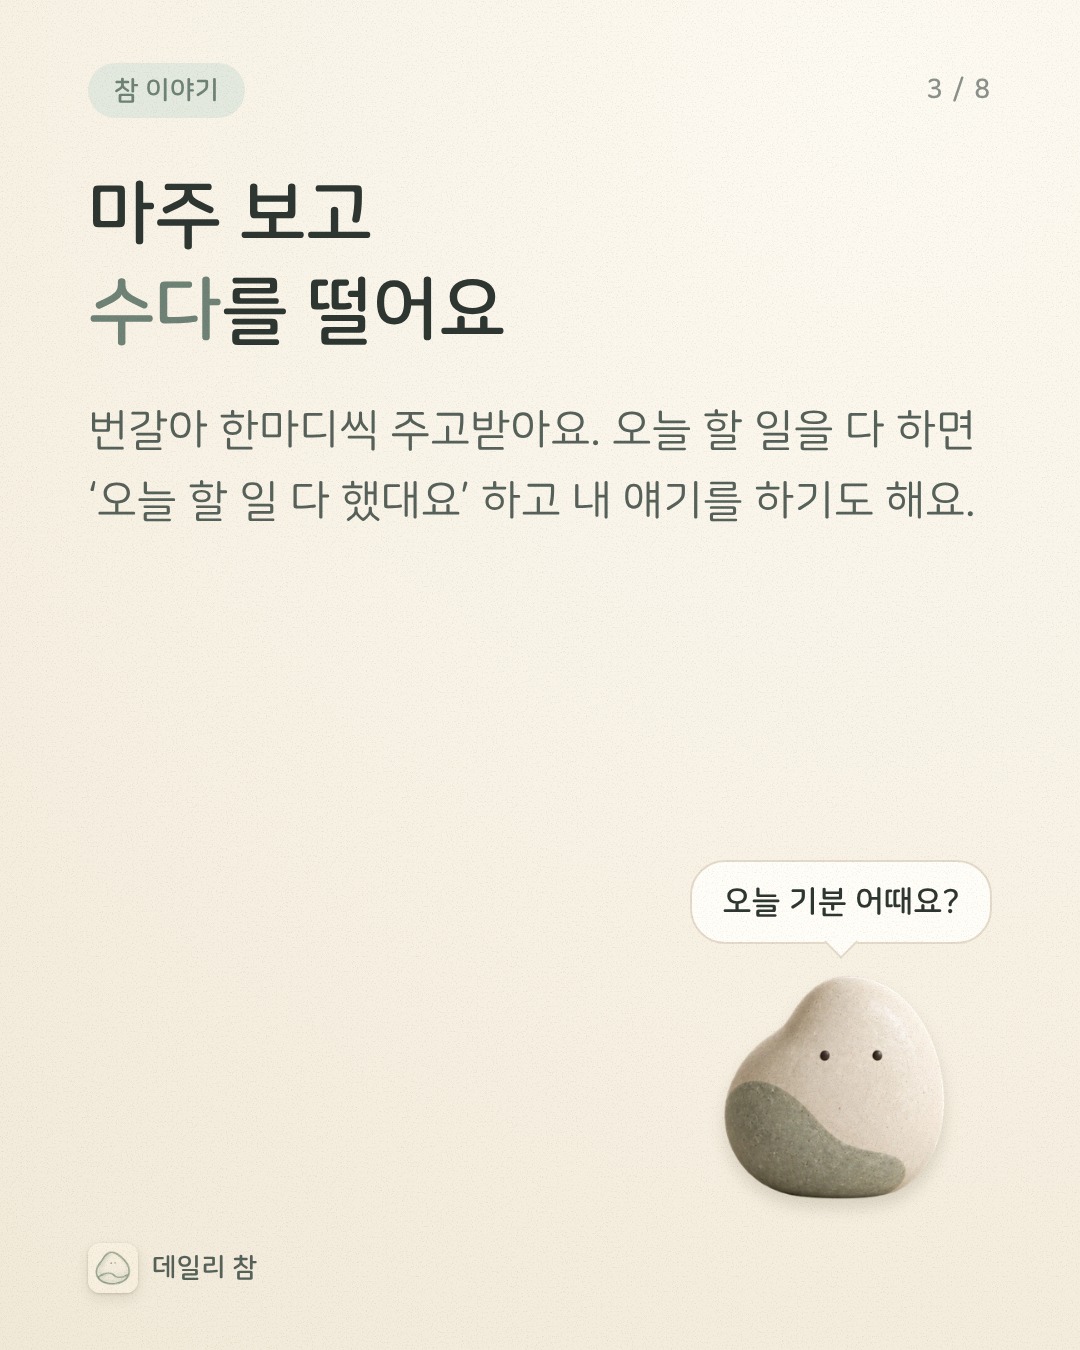 참 이야기
3 / 8
마주 보고
수다를 떨어요
번갈아 한마디씩 주고받아요. 오늘 할 일을 다 하면
‘오늘 할 일 다 했대요’ 하고 내 얘기를 하기도 해요.
오늘 기분 어때요?
데일리 참